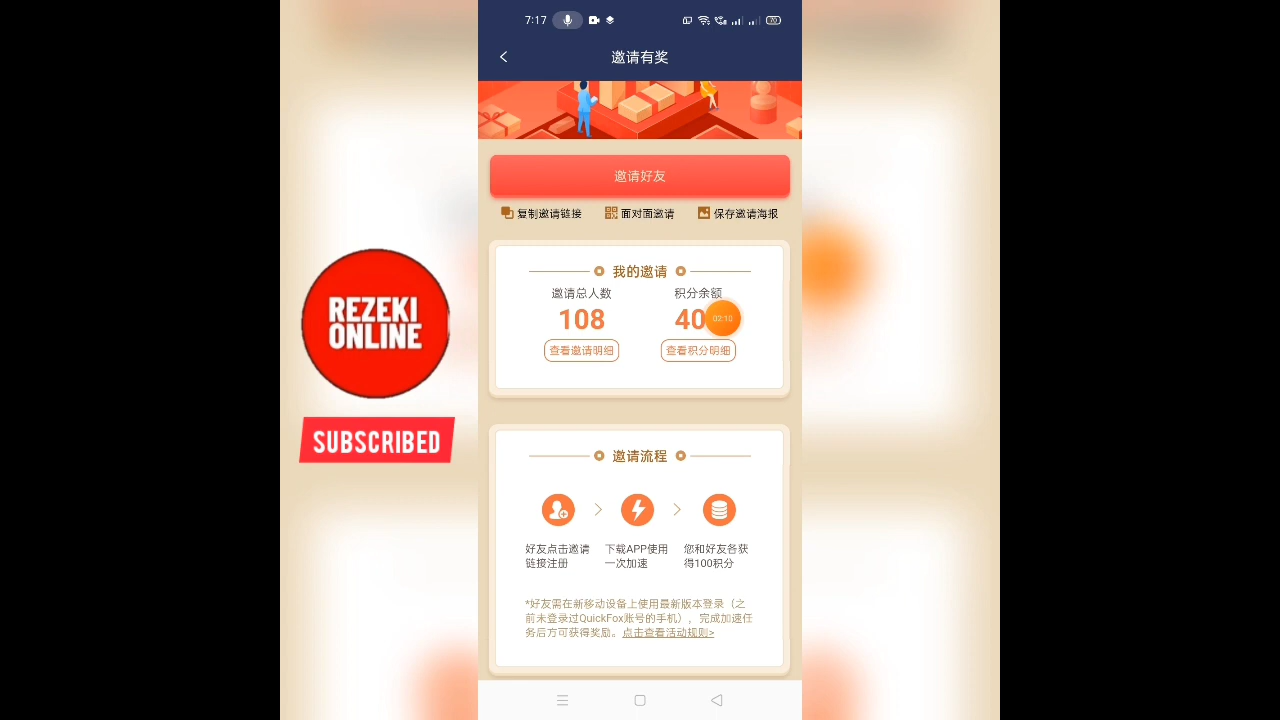 7:17
70
邀请有奖
邀请好友
复制邀请链接 面对面邀请 保存邀请海报
我的邀请
邀请总人数 积分余额
108 40
02:10
查看邀请明细 查看积分明细
邀请流程
好友点击邀请 下载APP使用 您和好友各获
链接注册 一次加速 得100积分
*好友需在新移动设备上使用最新版本登录（之
前未登录过QuickFox账号的手机），完成加速任
务后方可获得奖励。点击查看活动规则>
REZEKI
ONLINE
SUBSCRIBED